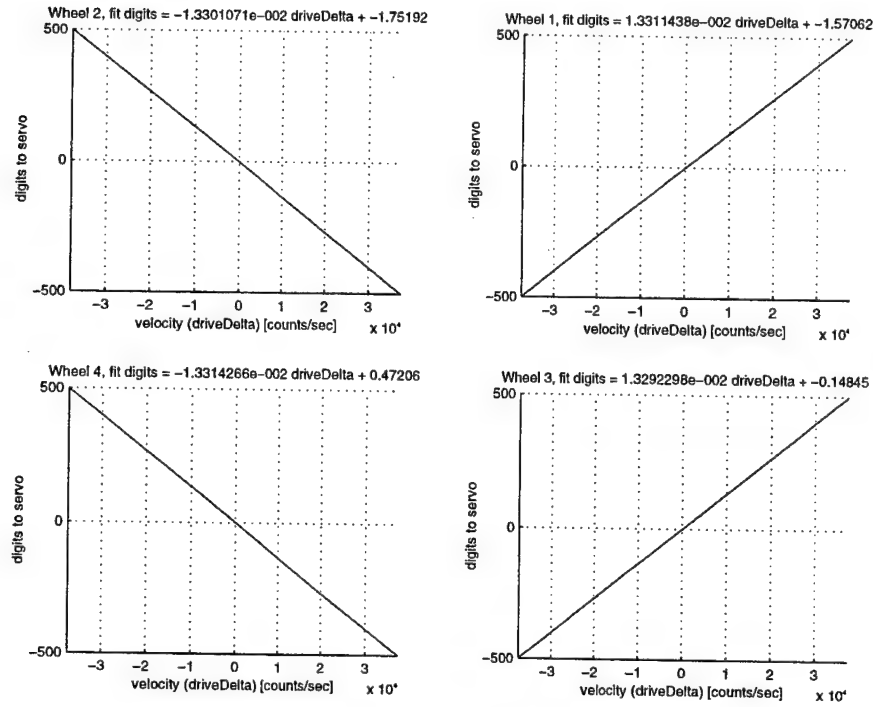 Wheel 2, fit digits = −1.3301071e−002 driveDelta + −1.75192
500
0
−500
digits to servo
−3 −2 −1 0 1 2 3
velocity (driveDelta) [counts/sec]
x 10⁴
Wheel 1, fit digits = 1.3311438e−002 driveDelta + −1.57062
500
0
−500
digits to servo
−3 −2 −1 0 1 2 3
velocity (driveDelta) [counts/sec]
x 10⁴
Wheel 4, fit digits = −1.3314266e−002 driveDelta + 0.47206
500
0
−500
digits to servo
−3 −2 −1 0 1 2 3
velocity (driveDelta) [counts/sec]
x 10⁴
Wheel 3, fit digits = 1.3292298e−002 driveDelta + −0.14845
500
0
−500
digits to servo
−3 −2 −1 0 1 2 3
velocity (driveDelta) [counts/sec]
x 10⁴